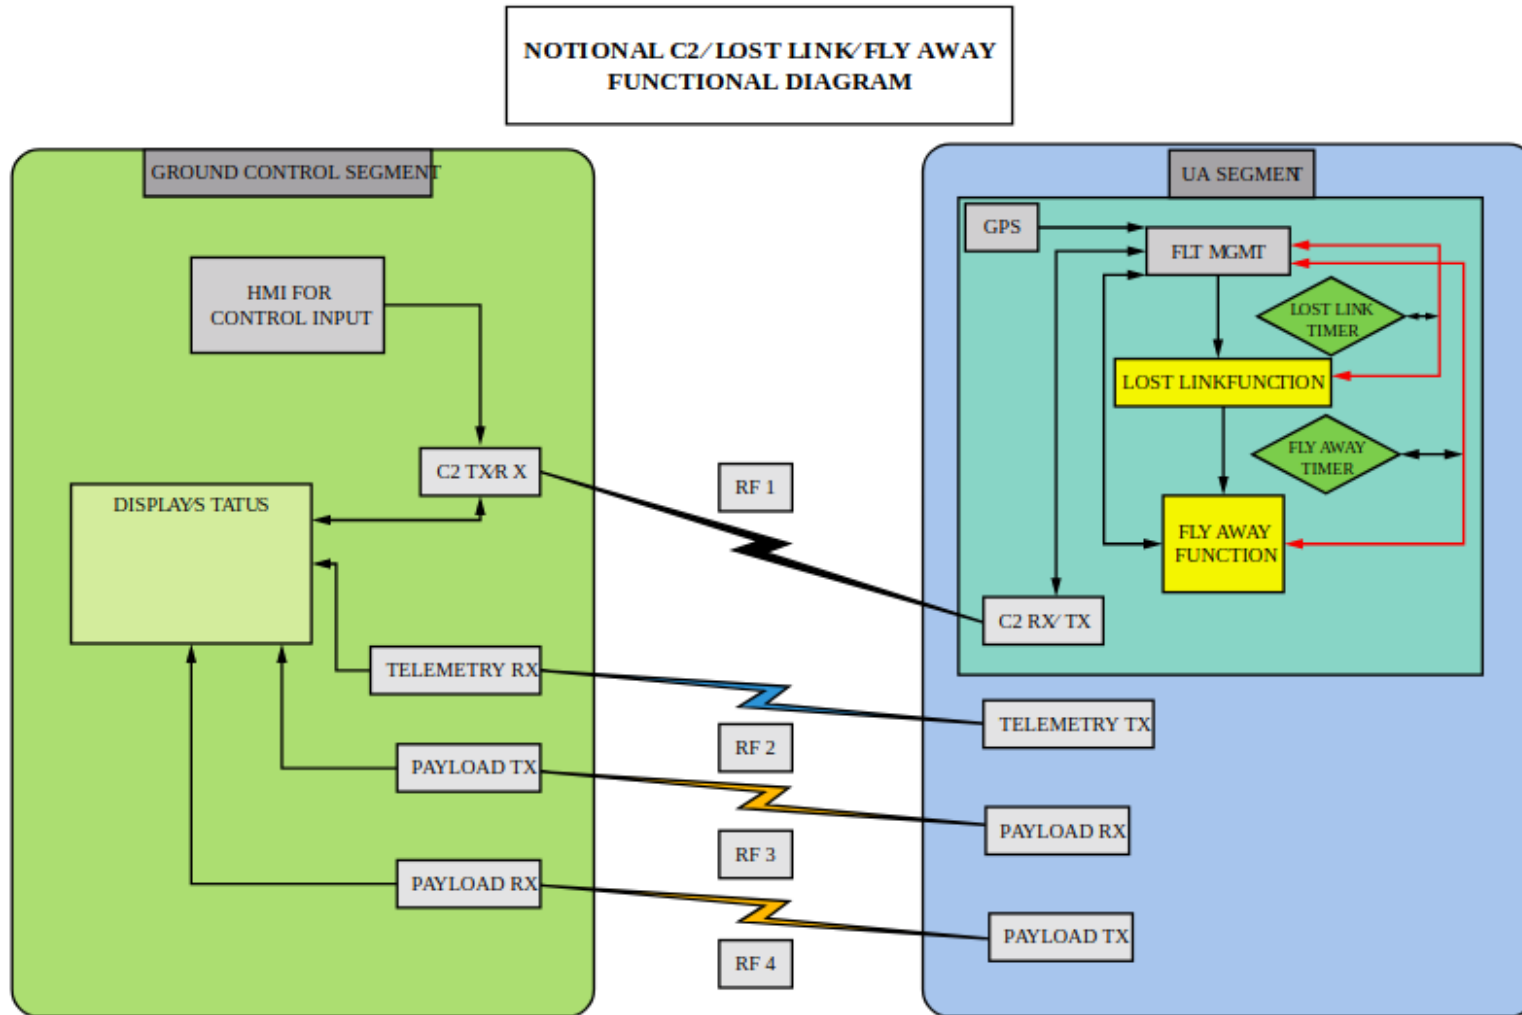 NOTIONAL C2/LOST LINK/FLY AWAY
FUNCTIONAL DIAGRAM
GROUND CONTROL SEGMENT
HMI FOR
CONTROL INPUT
C2 TX/R X
DISPLAY/S TATUS
TELEMETRY RX
PAYLOAD TX
PAYLOAD RX
RF 1
RF 2
RF 3
RF 4
UA SEGMENT
GPS
FLT MGMT
LOST LINK
TIMER
LOST LINKFUNCTION
FLY AWAY
TIMER
FLY AWAY
FUNCTION
C2 RX/ TX
TELEMETRY TX
PAYLOAD RX
PAYLOAD TX